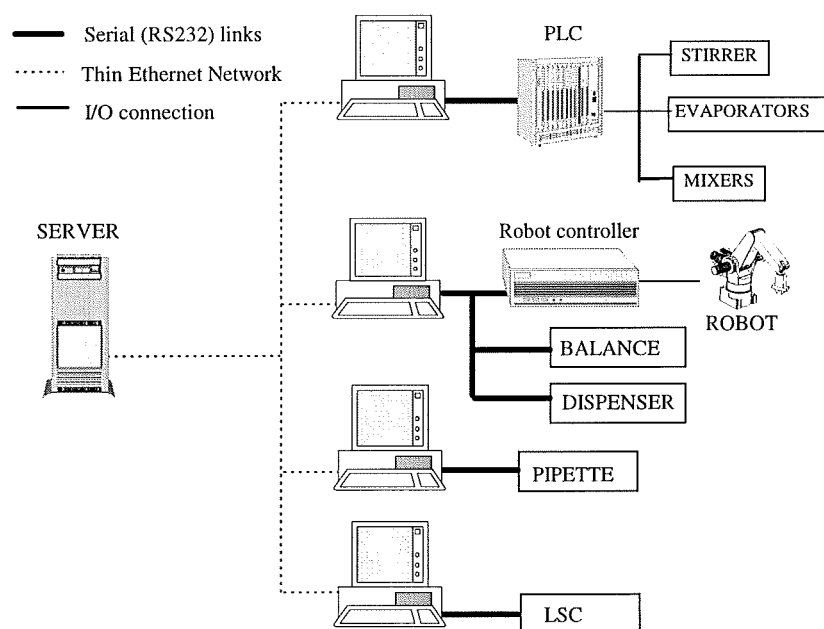 Serial (RS232) links
Thin Ethernet Network
I/O connection
PLC
STIRRER
EVAPORATORS
MIXERS
SERVER
Robot controller
ROBOT
BALANCE
DISPENSER
PIPETTE
LSC